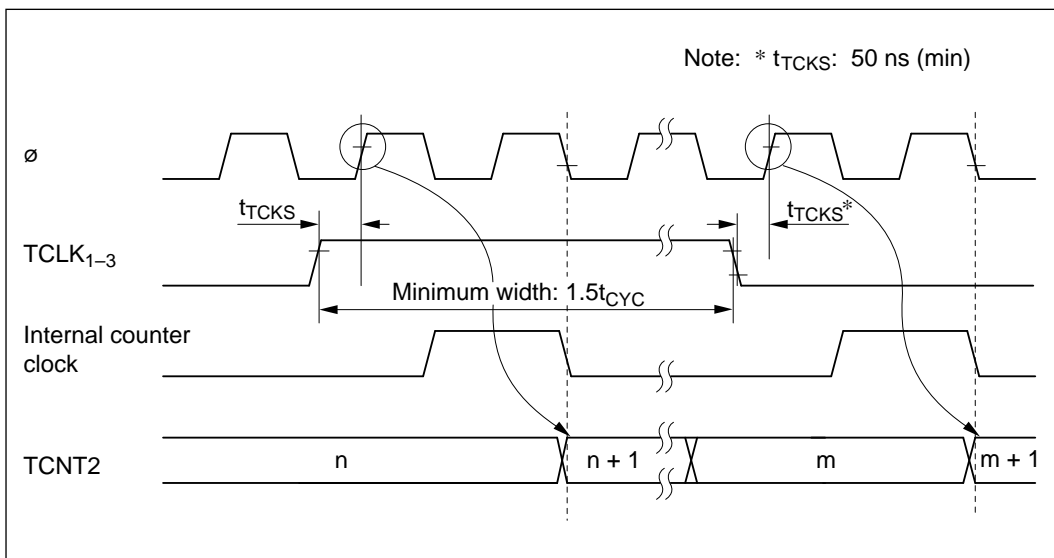 Note: * tTCKS: 50 ns (min)
ø
tTCKS
tTCKS*
TCLK1–3
Minimum width: 1.5tCYC
Internal counter
clock
TCNT2
n
n + 1
m
m + 1